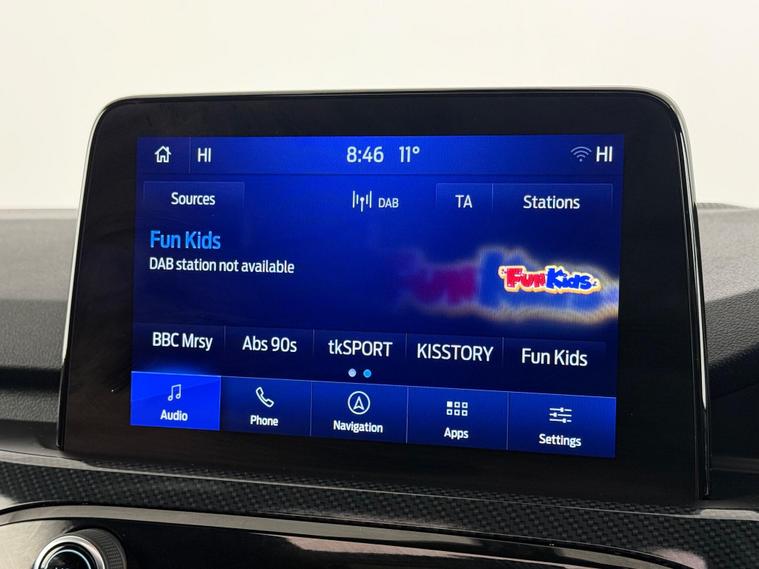 HI 8:46 11° HI
Sources DAB TA Stations
Fun Kids
DAB station not available
Fun Kids
BBC Mrsy Abs 90s tkSPORT KISSTORY Fun Kids
Audio Phone Navigation Apps Settings